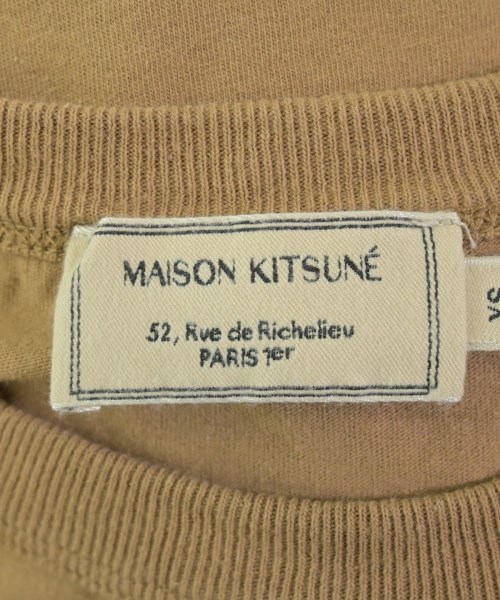 MAISON KITSUNÉ
52, Rue de Richelieu
PARIS 1er
XS